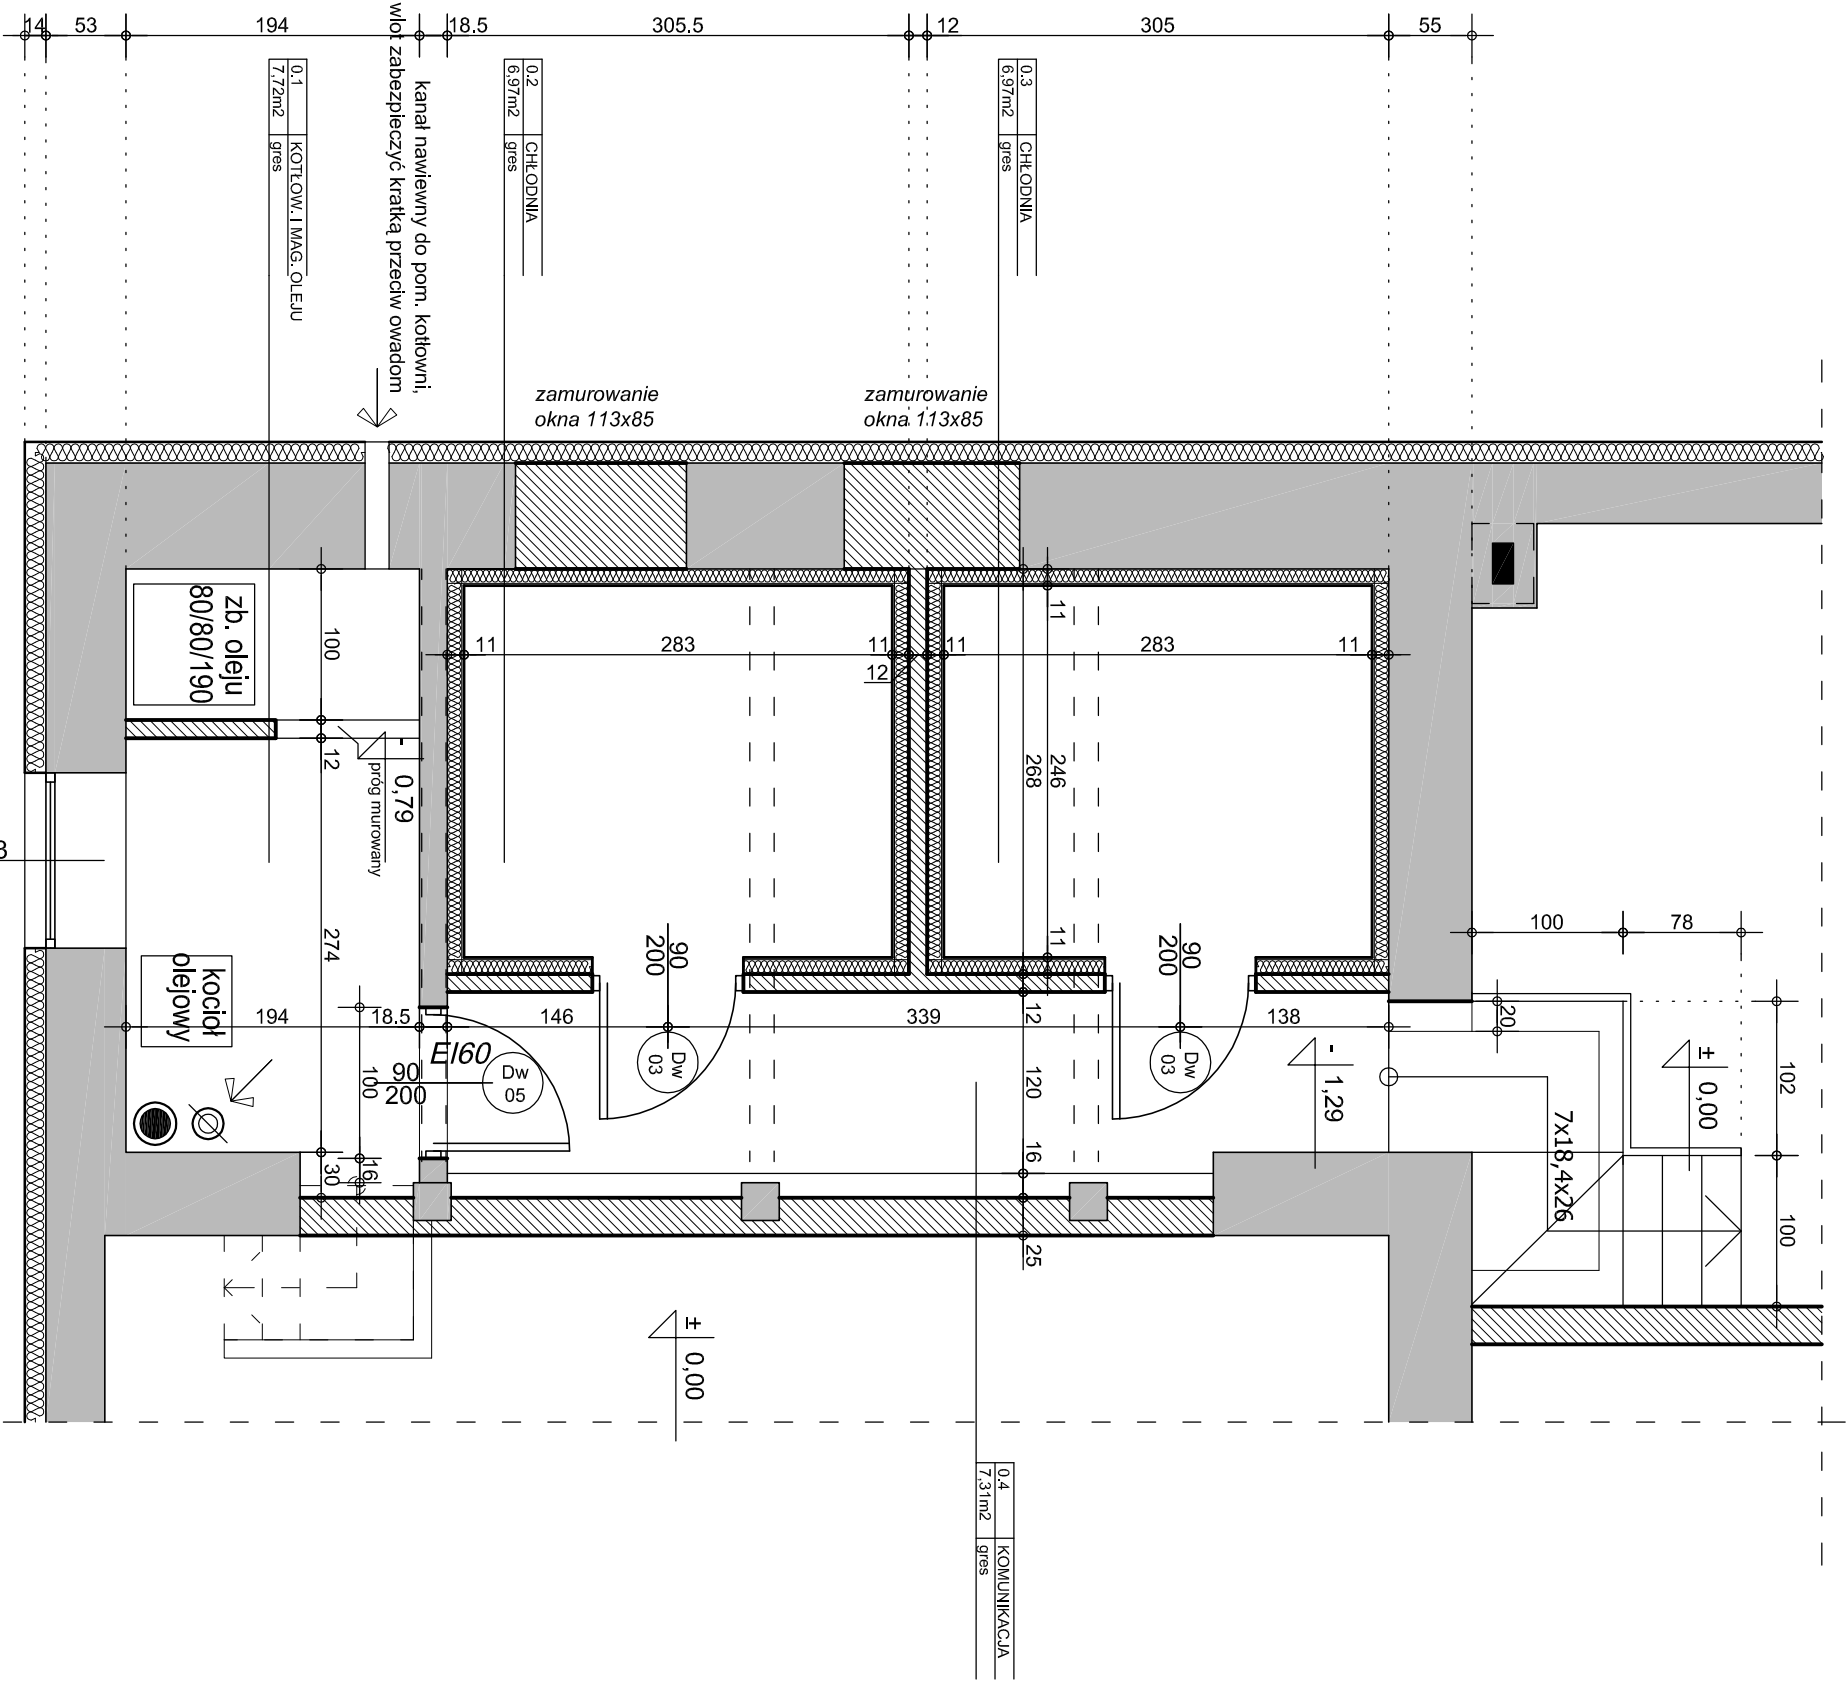 14
53
194
18.5
305.5
12
305
55
kanał nawiewny do pom. kotłowni,
wlot zabezpieczyć kratką przeciw owadom
0.1
KOTŁOW. I MAG. OLEJU
7,72m2
gres
0.2
CHŁODNIA
6,97m2
gres
0.3
CHŁODNIA
6,97m2
gres
zamurowanie
okna 113x85
zamurowanie
okna 113x85
zb. oleju
80/80/190
100
11
283
11
12
11
283
11
11
12
- 0,79
próg murowany
246
268
274
11
90
200
90
200
100
78
kocioł
olejowy
194
18.5
146
339
12
138
20
102
EI60
90
200
100
Dw
05
Dw
03
Dw
03
120
- 1,29
± 0,00
7x18,4x26
30
16
16
25
100
± 0,00
0.4
KOMUNIKACJA
7,31m2
gres